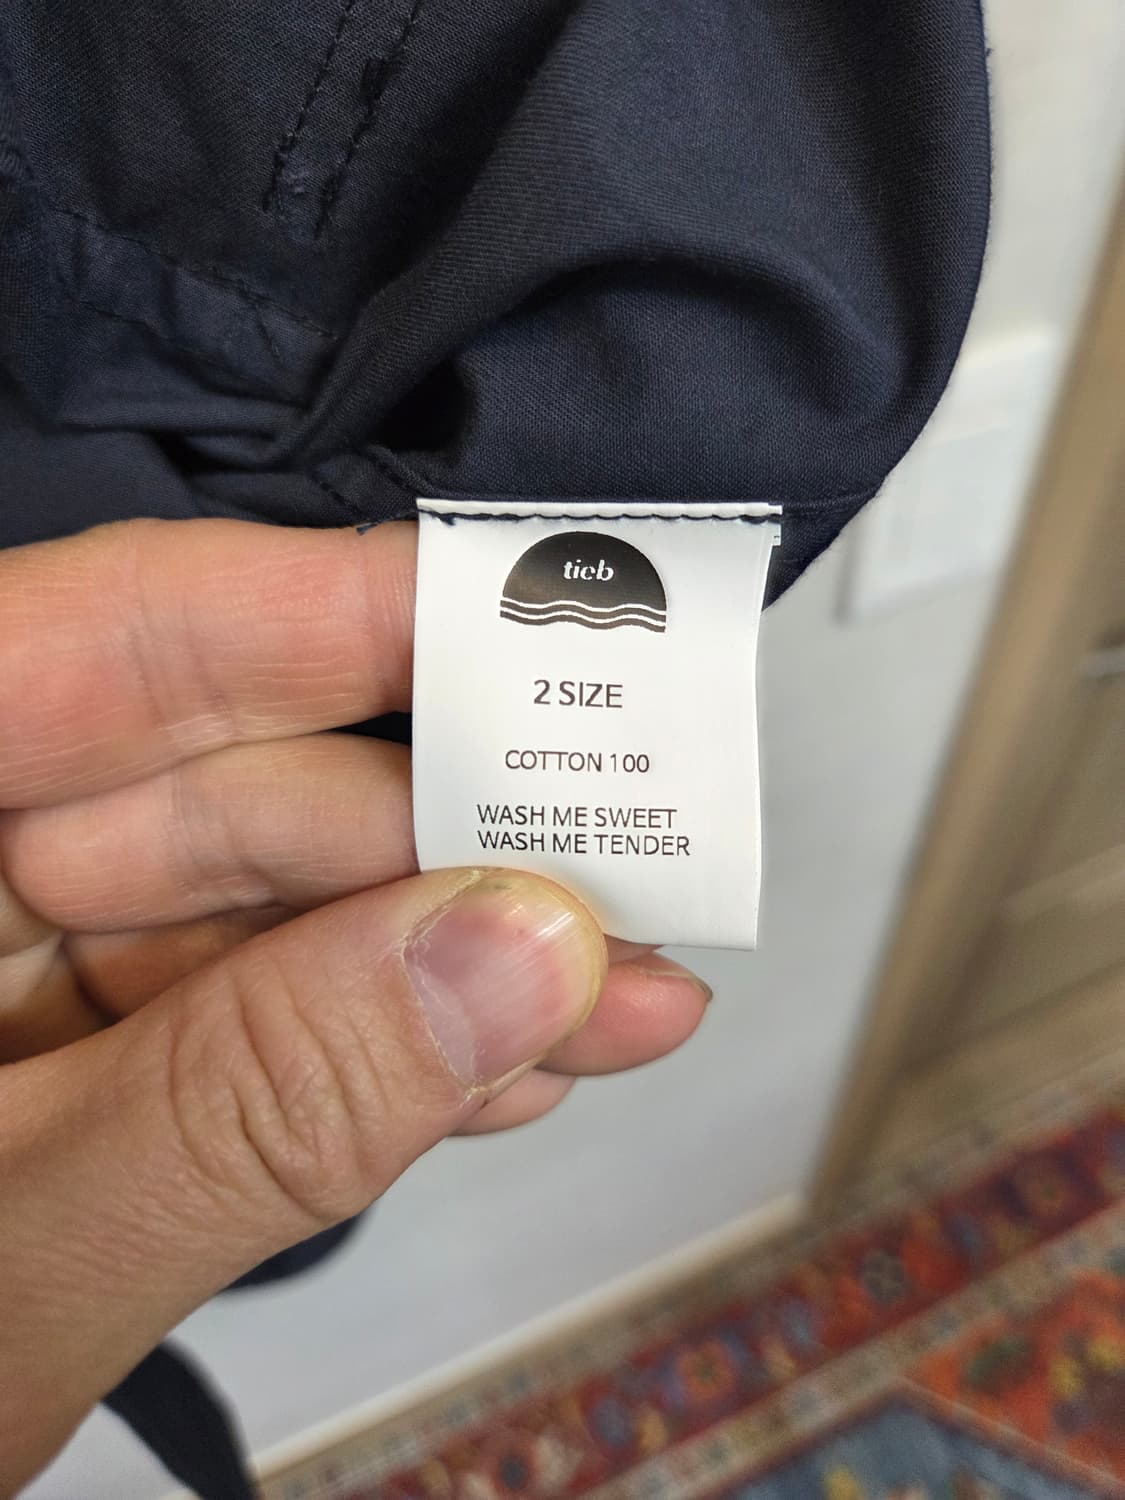 tieb
2 SIZE
COTTON 100
WASH ME SWEET
WASH ME TENDER